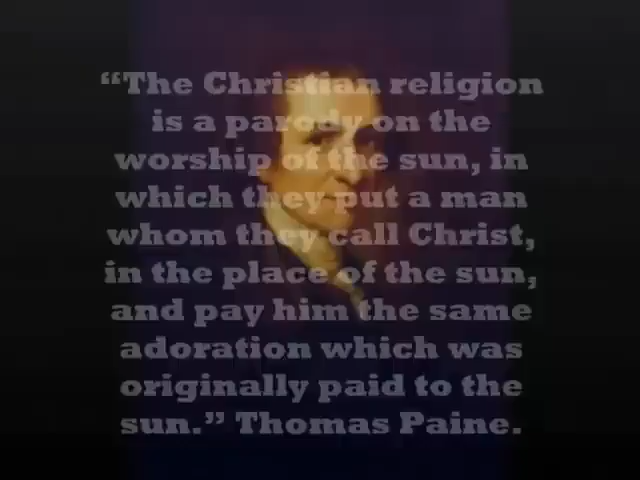 “The Christian religion
is a parody on the
worship of the sun, in
which they put a man
whom they call Christ,
in the place of the sun,
and pay him the same
adoration which was
originally paid to the
sun.” Thomas Paine.